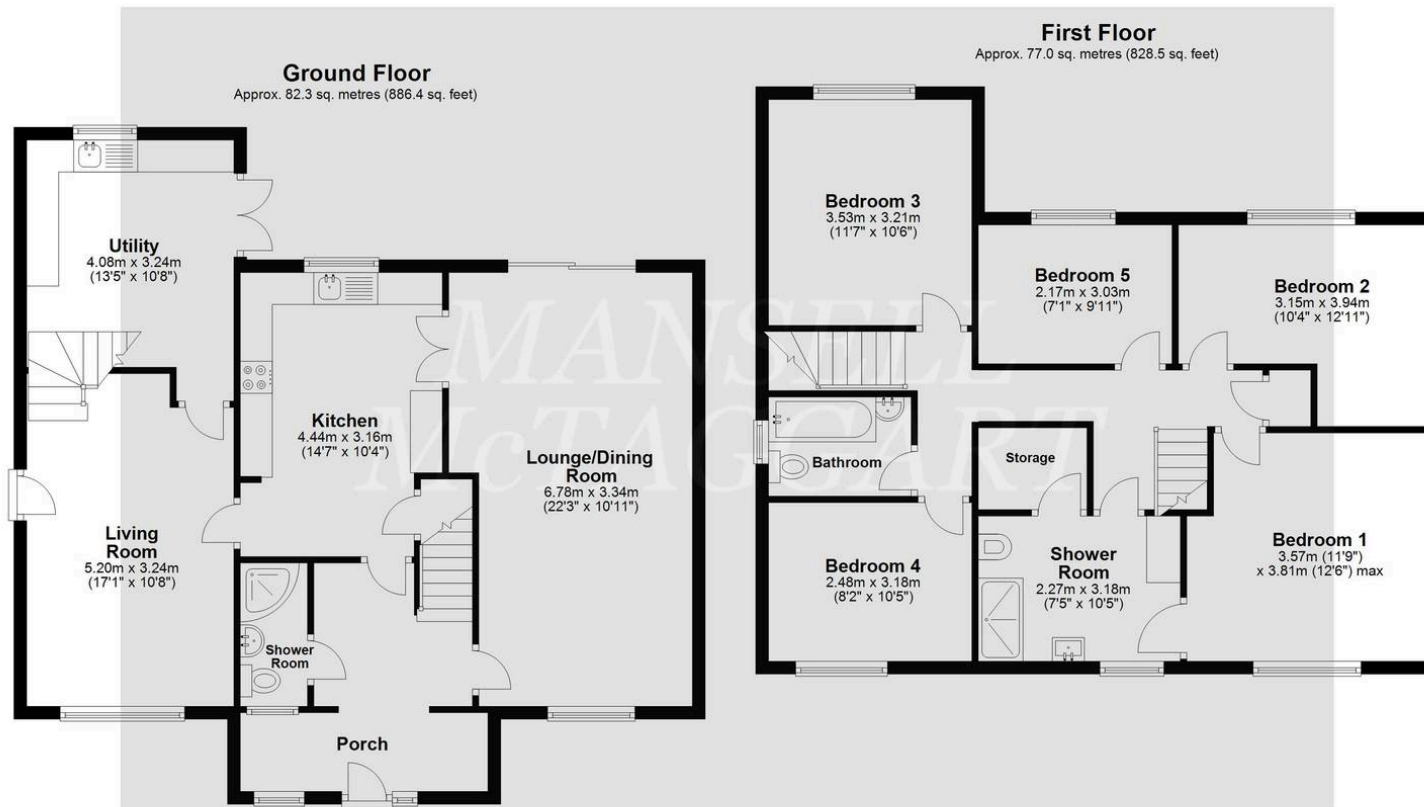 Ground Floor
Approx. 82.3 sq. metres (886.4 sq. feet)
Utility
4.08m x 3.24m
(13'5" x 10'8")
Kitchen
4.44m x 3.16m
(14'7" x 10'4")
Lounge/Dining
Room
6.78m x 3.34m
(22'3" x 10'11")
Living
Room
5.20m x 3.24m
(17'1" x 10'8")
Shower
Room
Porch
First Floor
Approx. 77.0 sq. metres (828.5 sq. feet)
Bedroom 3
3.53m x 3.21m
(11'7" x 10'6")
Bedroom 5
2.17m x 3.03m
(7'1" x 9'11")
Bedroom 2
3.15m x 3.94m
(10'4" x 12'11")
Bathroom
Storage
Bedroom 4
2.48m x 3.18m
(8'2" x 10'5")
Shower
Room
2.27m x 3.18m
(7'5" x 10'5")
Bedroom 1
3.57m (11'9")
x 3.81m (12'6") max
MANSELL
McTAGGART